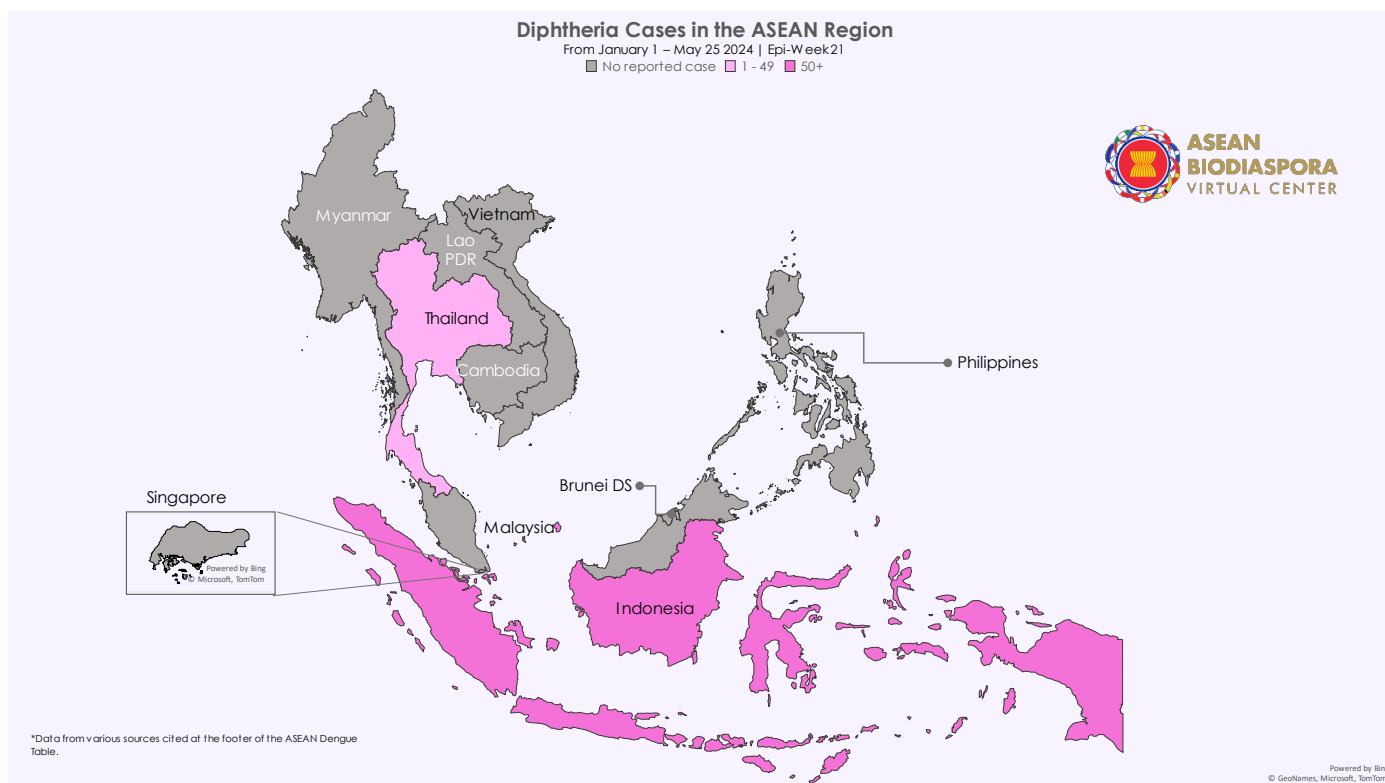 Diphtheria Cases in the ASEAN Region
From January 1 – May 25 2024 | Epi-Week21
No reported case 1 - 49 50+
ASEAN
BIODIASPORA
VIRTUAL CENTER
Myanmar
Vietnam
Lao
PDR
Thailand
Cambodia
Philippines
Brunei DS
Singapore
Malaysia
Powered by Bing
© Microsoft, TomTom
Indonesia
*Data from various sources cited at the footer of the ASEAN Dengue
Table.
Powered by Bin
© GeoNames, Microsoft, TomTom